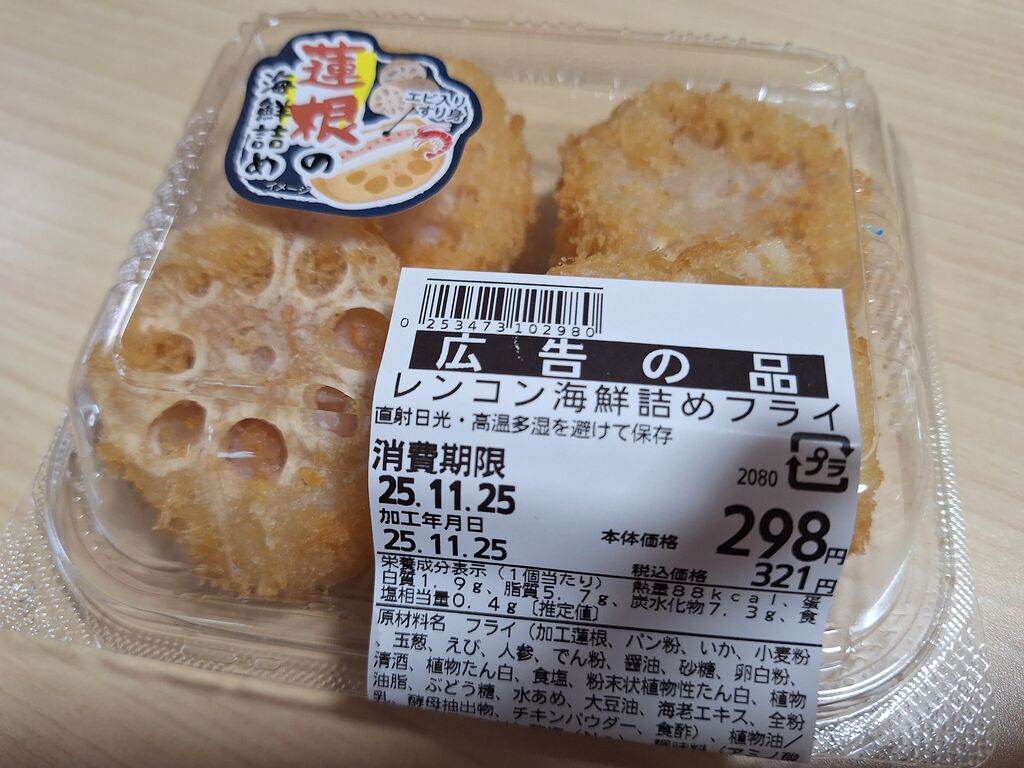 蓮根の
海鮮詰め
エビ入り
すり身
イメージ
0 253473 102980
広告の品
レンコン海鮮詰めフライ
直射日光・高温多湿を避けて保存
消費期限
25.11.25
2080
プラ
加工年月日
25.11.25
本体価格 298円
税込価格 321円
栄養成分表示(1個当たり) 熱量88kcal、蛋
白質1.9g、脂質5.7g、炭水化物7.3g、食
塩相当量0.4g〔推定値〕
原材料名 フライ(加工蓮根、パン粉、いか、小麦粉
、玉葱、えび、人参、でん粉、醤油、砂糖、卵白粉、
清酒、植物たん白、食塩、粉末状植物性たん白、植物
油脂、ぶどう糖、水あめ、大豆油、海老エキス、全粉
乳、酵母抽出物、チキンパウダー、食酢)、植物油/
調味料(アミノ酸